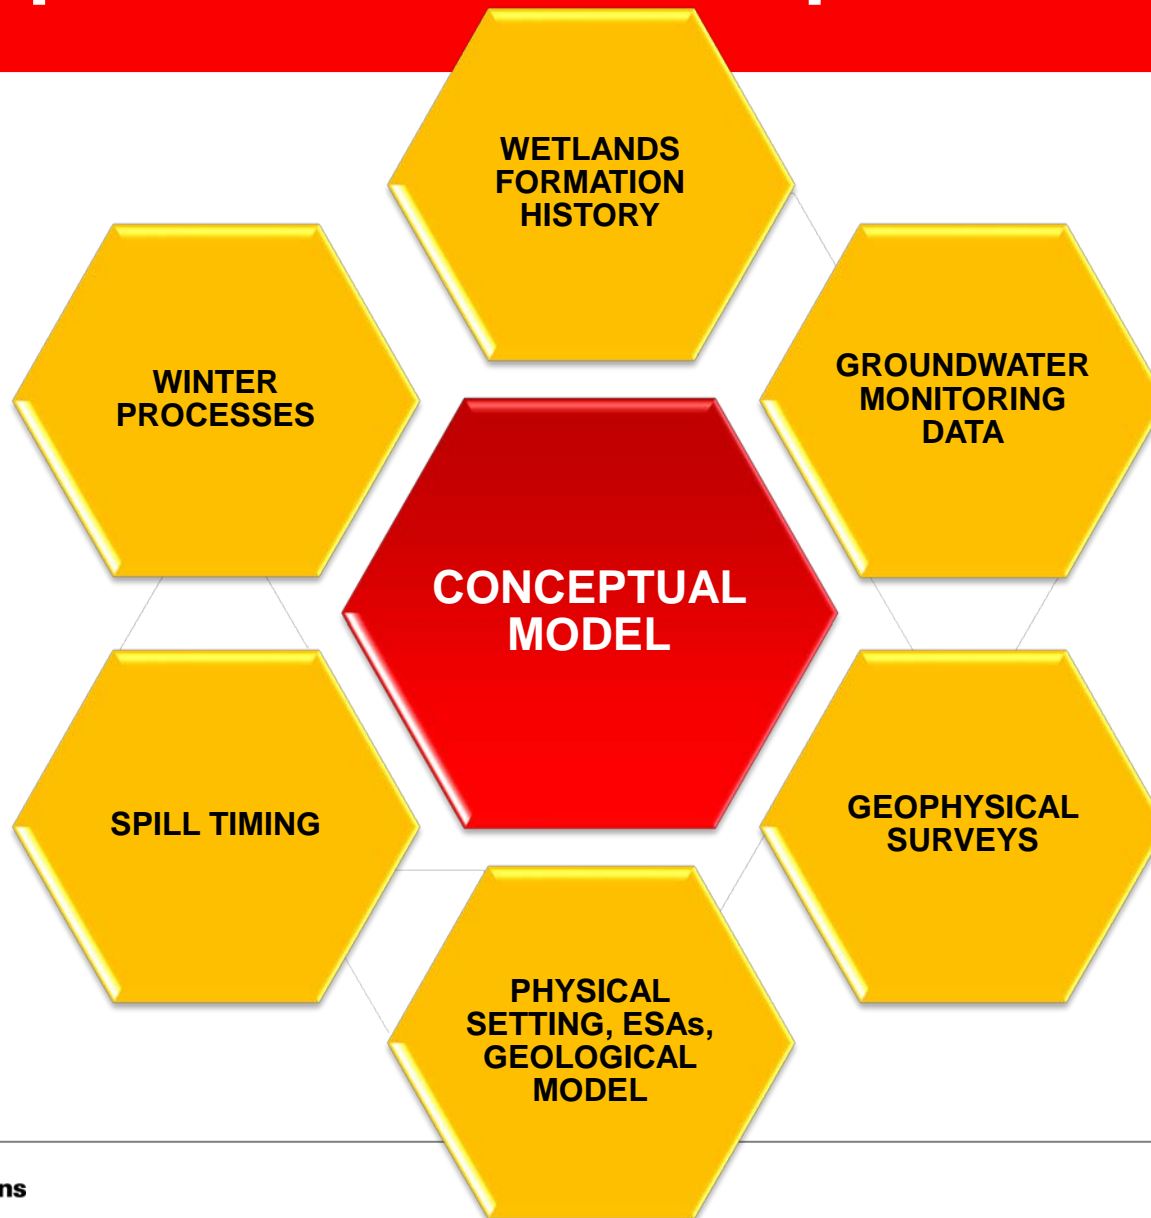 WETLANDS
FORMATION
HISTORY
WINTER
PROCESSES
GROUNDWATER
MONITORING
DATA
CONCEPTUAL
MODEL
SPILL TIMING
GEOPHYSICAL
SURVEYS
PHYSICAL
SETTING, ESAs,
GEOLOGICAL
MODEL
ns